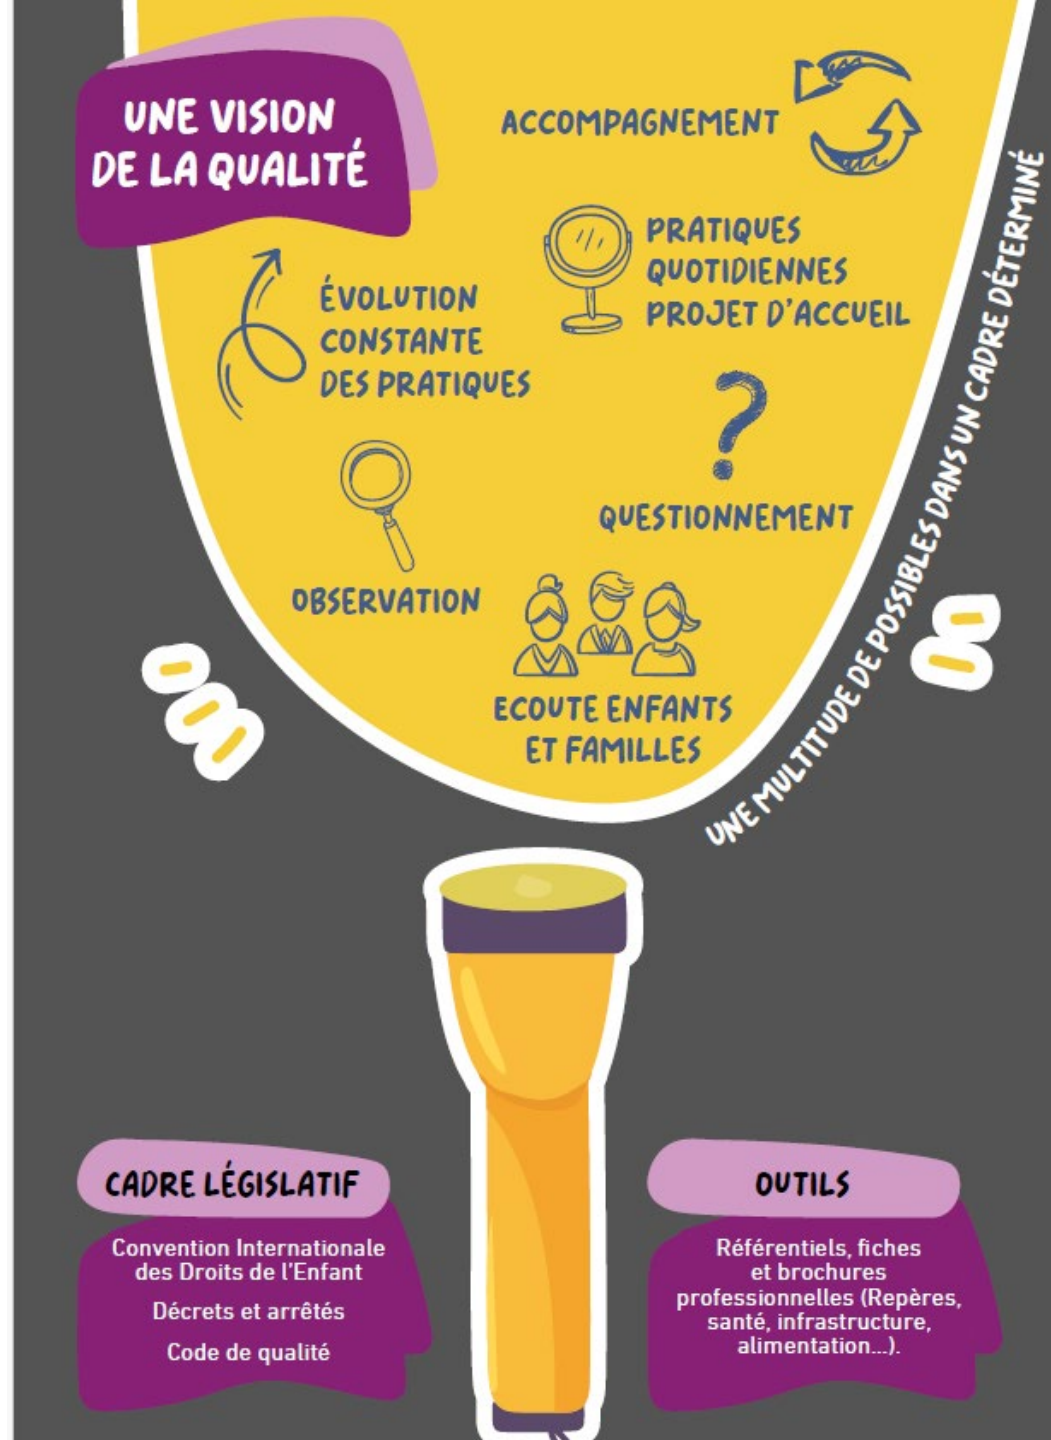 UNE VISION
DE LA QUALITÉ
ACCOMPAGNEMENT
PRATIQUES
QUOTIDIENNES
PROJET D'ACCUEIL
ÉVOLUTION
CONSTANTE
DES PRATIQUES
?
QUESTIONNEMENT
OBSERVATION
ECOUTE ENFANTS
ET FAMILLES
UNE MULTITUDE DE POSSIBLES DANS UN CADRE DÉTERMINÉ
CADRE LÉGISLATIF
Convention Internationale
des Droits de l'Enfant
Décrets et arrêtés
Code de qualité
OUTILS
Référentiels, fiches
et brochures
professionnelles (Repères,
santé, infrastructure,
alimentation...).